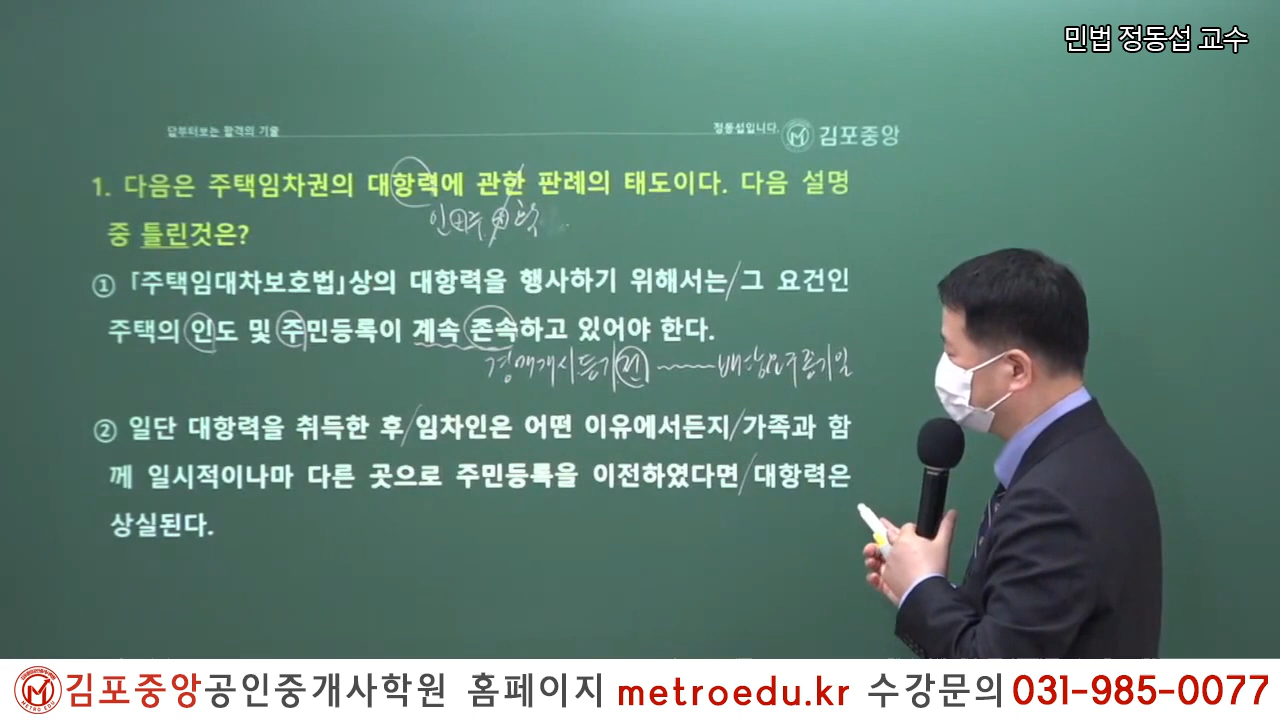 민법 정동섭 교수
답부터보는 합격의 기술
정동섭입니다.
김포중앙
1. 다음은 주택임차권의 대항력에 관한 판례의 태도이다. 다음 설명
중 틀린것은?
인+주
① ｢주택임대차보호법｣상의 대항력을 행사하기 위해서는/그 요건인
주택의 인도 및 주민등록이 계속 존속하고 있어야 한다.
경매개시등기전 배당요구종기일
② 일단 대항력을 취득한 후/임차인은 어떤 이유에서든지/가족과 함
께 일시적이나마 다른 곳으로 주민등록을 이전하였다면/대항력은
상실된다.
김포중앙공인중개사학원 홈페이지 metroedu.kr 수강문의 031-985-0077